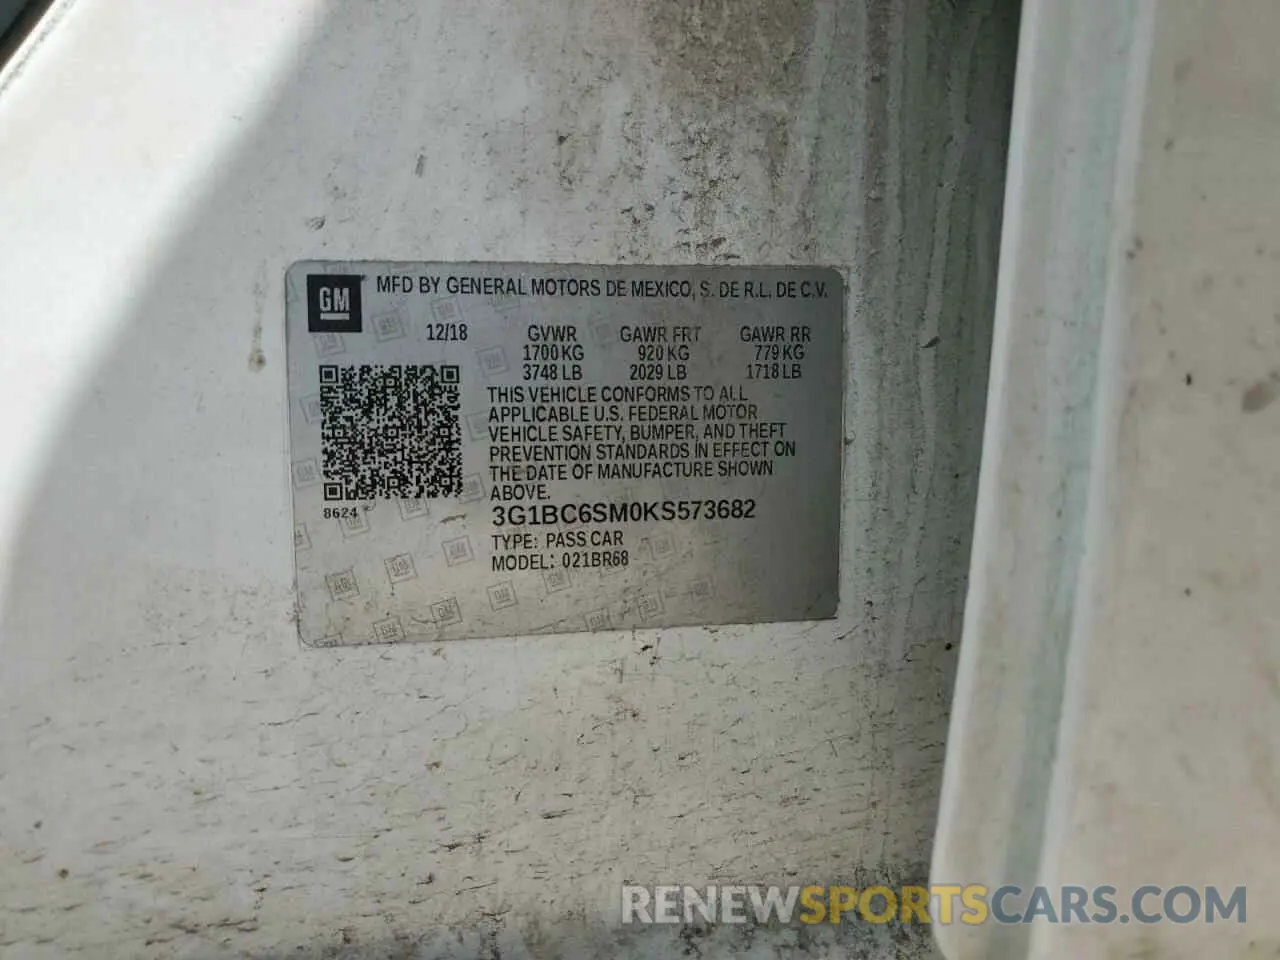 GM
MFD BY GENERAL MOTORS DE MEXICO, S. DE R.L. DE C.V.
12/18 GVWR GAWR FRT GAWR RR
1700 KG 920 KG 779 KG
3748 LB 2029 LB 1718 LB
THIS VEHICLE CONFORMS TO ALL
APPLICABLE U.S. FEDERAL MOTOR
VEHICLE SAFETY, BUMPER, AND THEFT
PREVENTION STANDARDS IN EFFECT ON
THE DATE OF MANUFACTURE SHOWN
ABOVE.
8624
3G1BC6SM0KS573682
TYPE: PASS CAR
MODEL: 021BR68
RENEWSPORTSCARS.COM